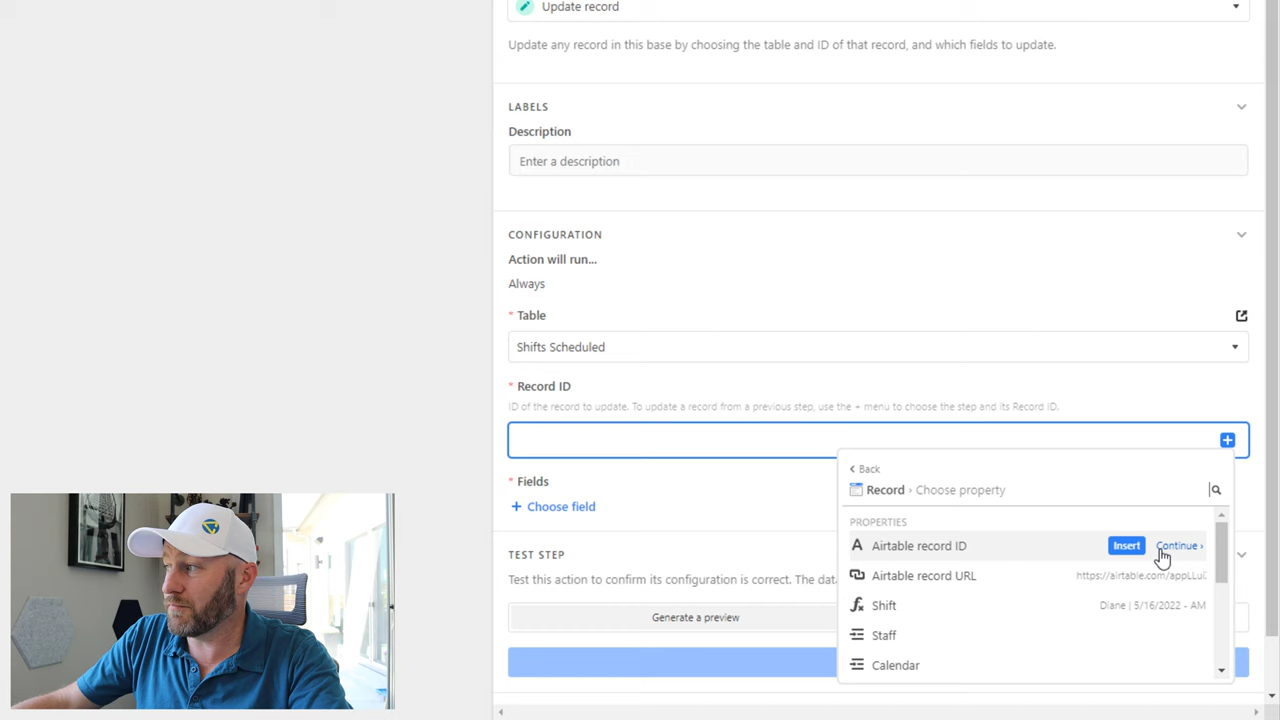 Update record
Update any record in this base by choosing the table and ID of that record, and which fields to update.
LABELS
Description
Enter a description
CONFIGURATION
Action will run...
Always
* Table
Shifts Scheduled
* Record ID
ID of the record to update. To update a record from a previous step, use the + menu to choose the step and its Record ID.
* Fields
+ Choose field
TEST STEP
Test this action to confirm its configuration is correct. The data
Generate a preview
Back
Record › Choose property
PROPERTIES
Airtable record ID Insert Continue ›
Airtable record URL https://airtable.com/appLLui
Shift Diane | 5/16/2022 - AM
Staff
Calendar